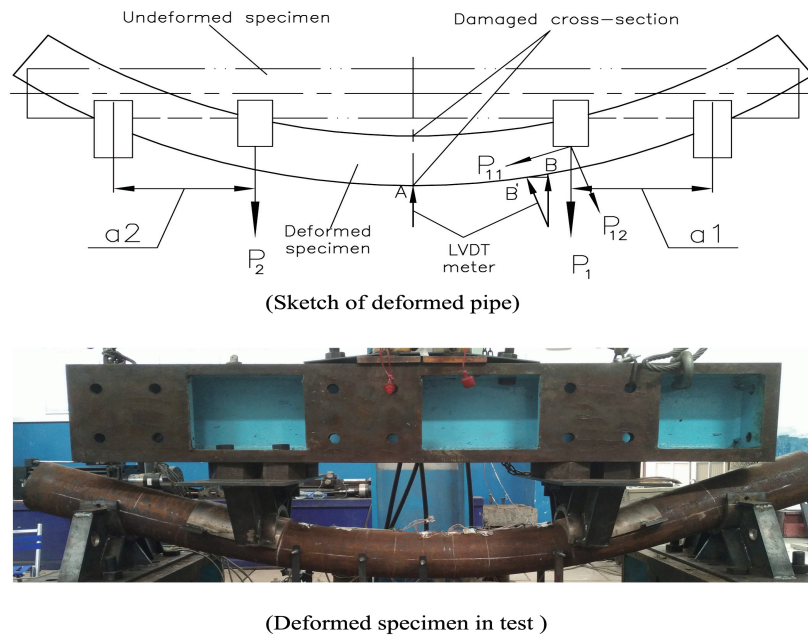 Undeformed specimen
Damaged cross-section
P11
B
A
B'
a2
Deformed
specimen
P2
LVDT
meter
P12
a1
P1
(Sketch of deformed pipe)
(Deformed specimen in test )